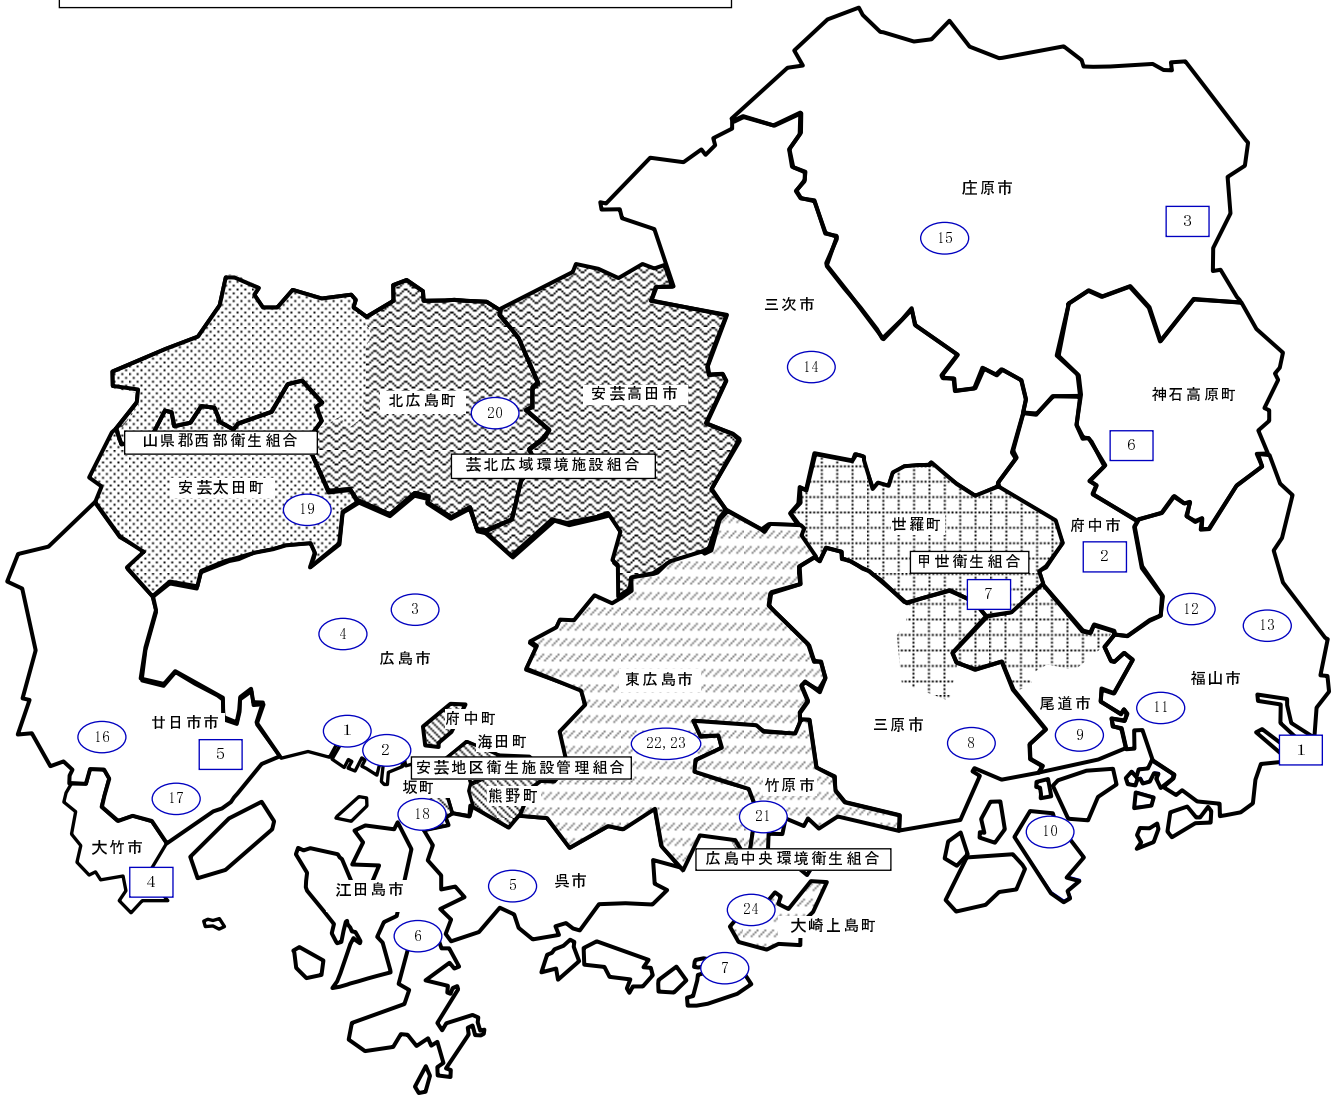 庄原市
3
15
三次市
14
神石高原町
6
北広島町
20
安芸高田市
山県郡西部衛生組合
芸北広域環境施設組合
安芸太田町
19
世羅町
府中市
2
甲世衛生組合
7
3
4
広島市
12
13
東広島市
福山市
尾道市
11
三原市
8
9
1
廿日市市
16
5
1
2
府中町
海田町
22,23
安芸地区衛生施設管理組合
坂町
熊野町
竹原市
17
18
21
10
大竹市
4
広島中央環境衛生組合
江田島市
5
呉市
24
大崎上島町
6
7